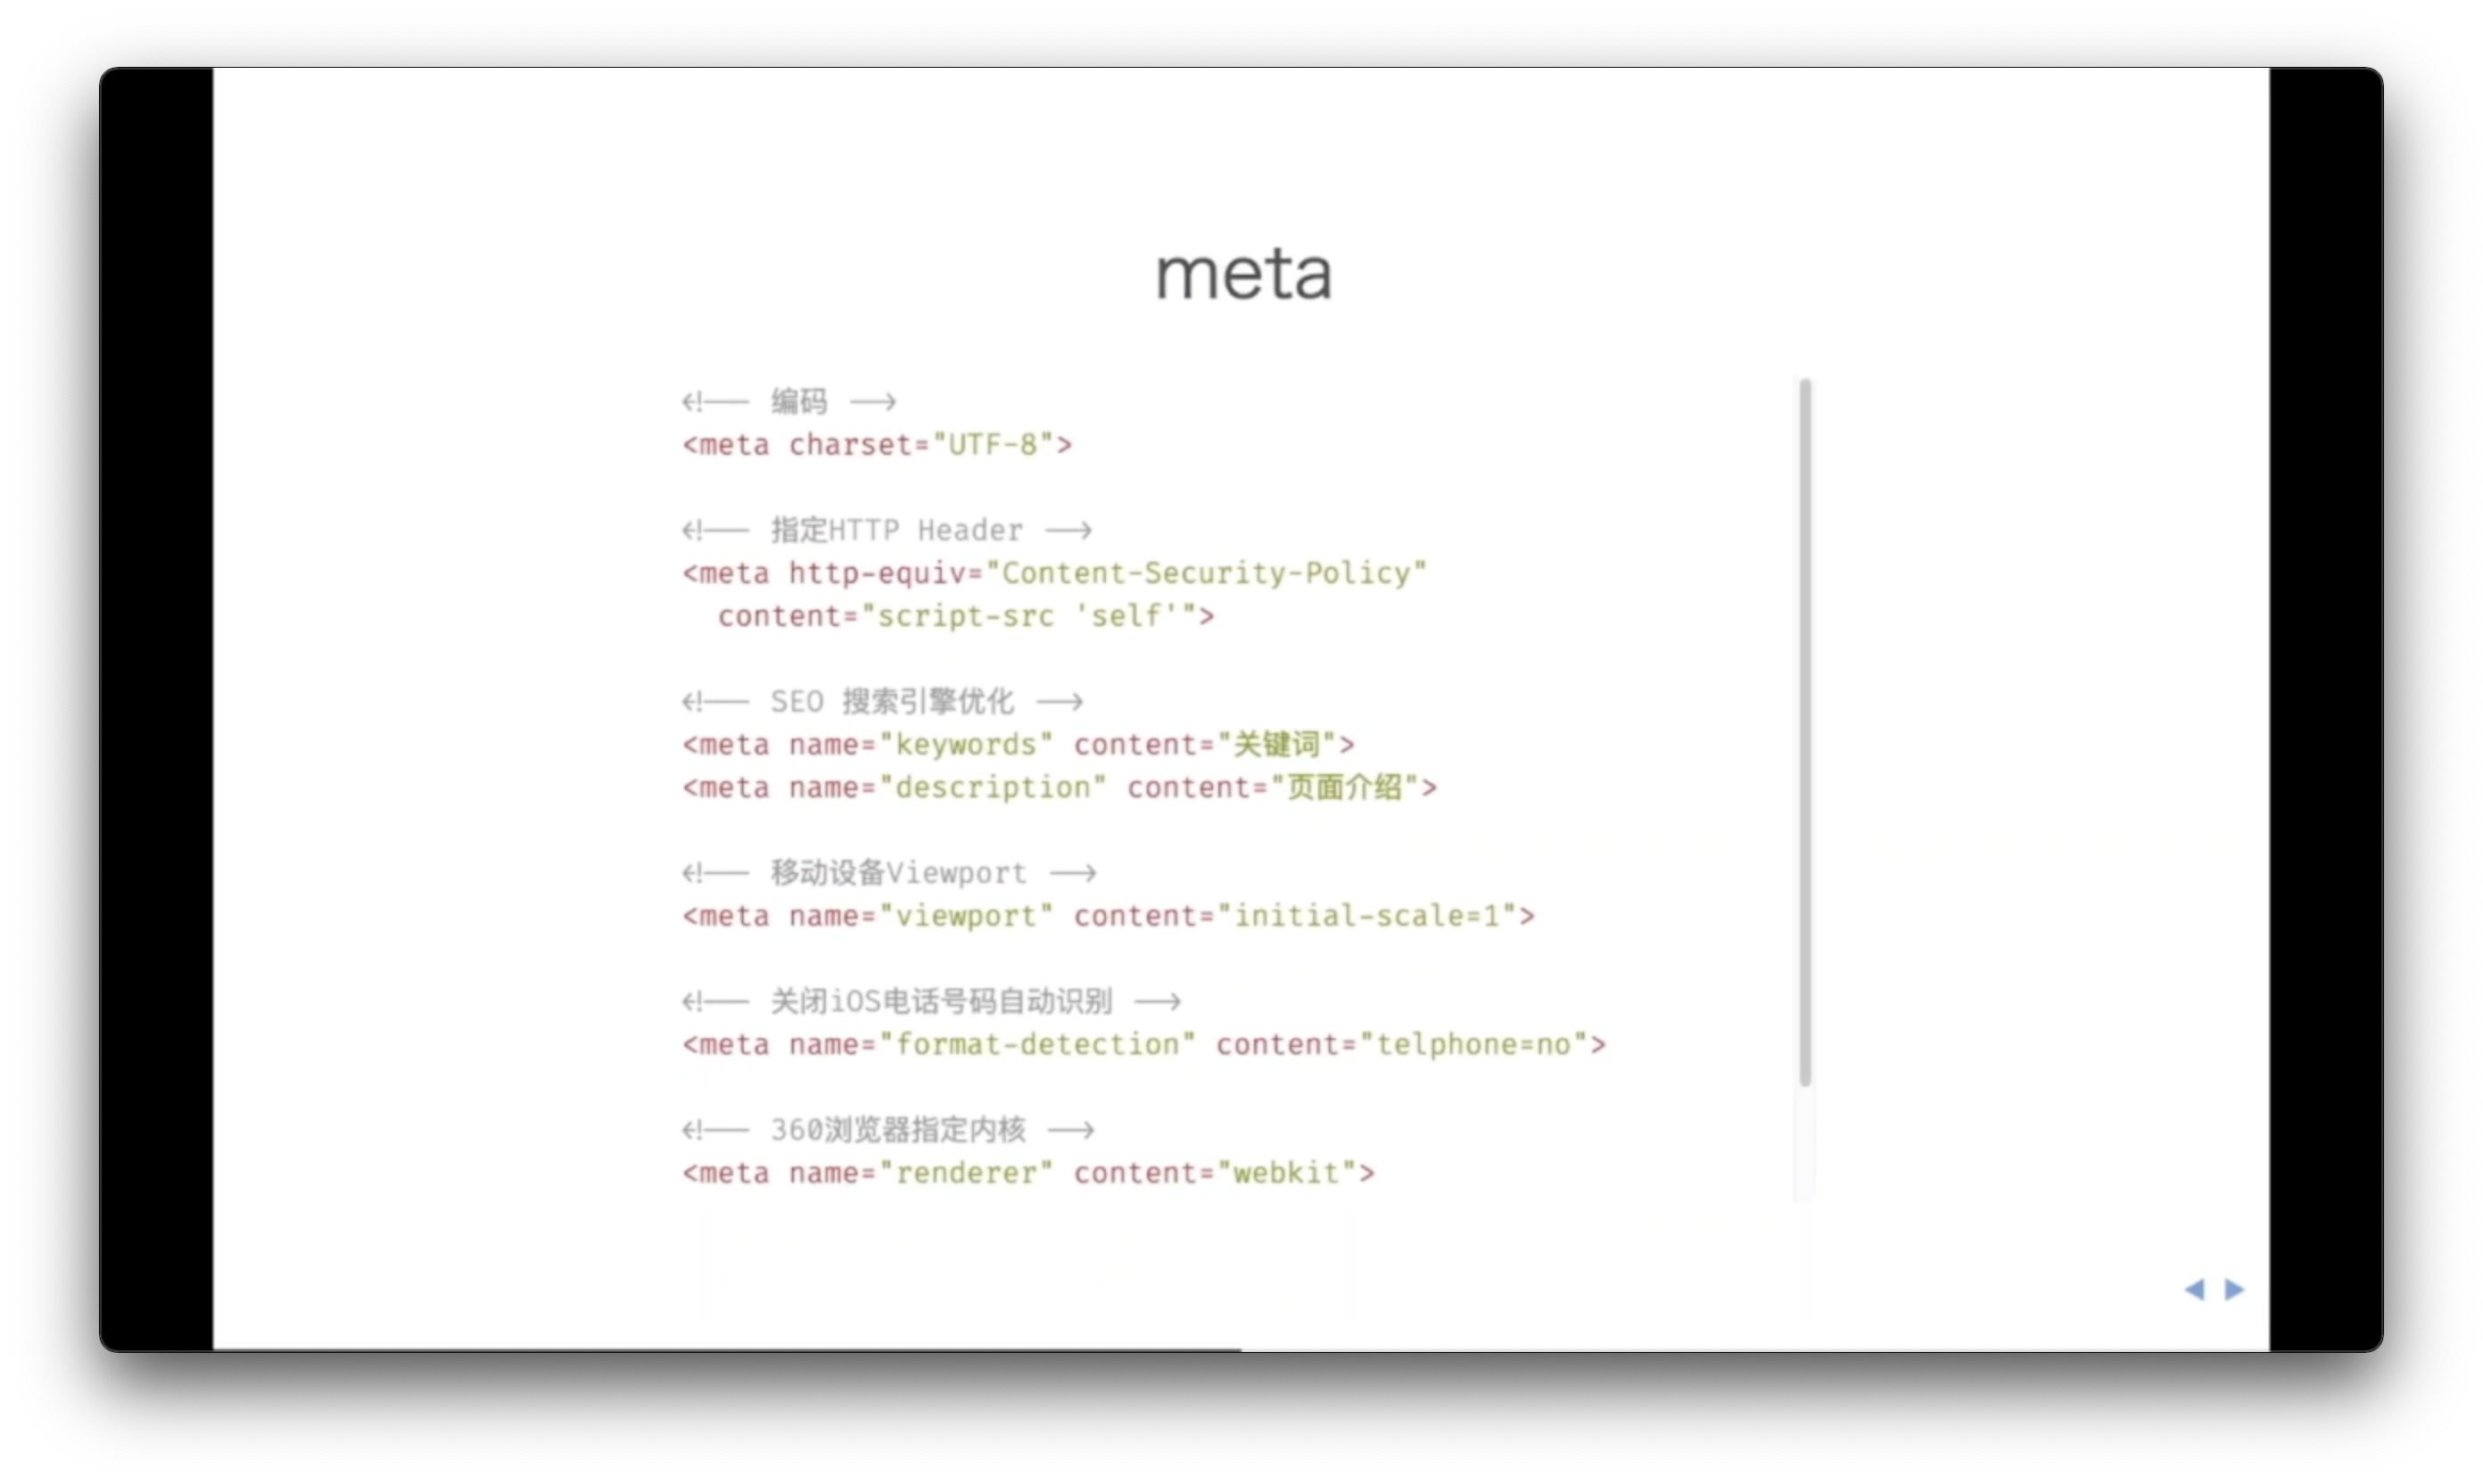 meta
<!-- 编码 -->
<meta charset="UTF-8">
<!-- 指定HTTP Header -->
<meta http-equiv="Content-Security-Policy"
content="script-src 'self'">
<!-- SEO 搜索引擎优化 -->
<meta name="keywords" content="关键词">
<meta name="description" content="页面介绍">
<!-- 移动设备Viewport -->
<meta name="viewport" content="initial-scale=1">
<!-- 关闭iOS电话号码自动识别 -->
<meta name="format-detection" content="telphone=no">
<!-- 360浏览器指定内核 -->
<meta name="renderer" content="webkit">